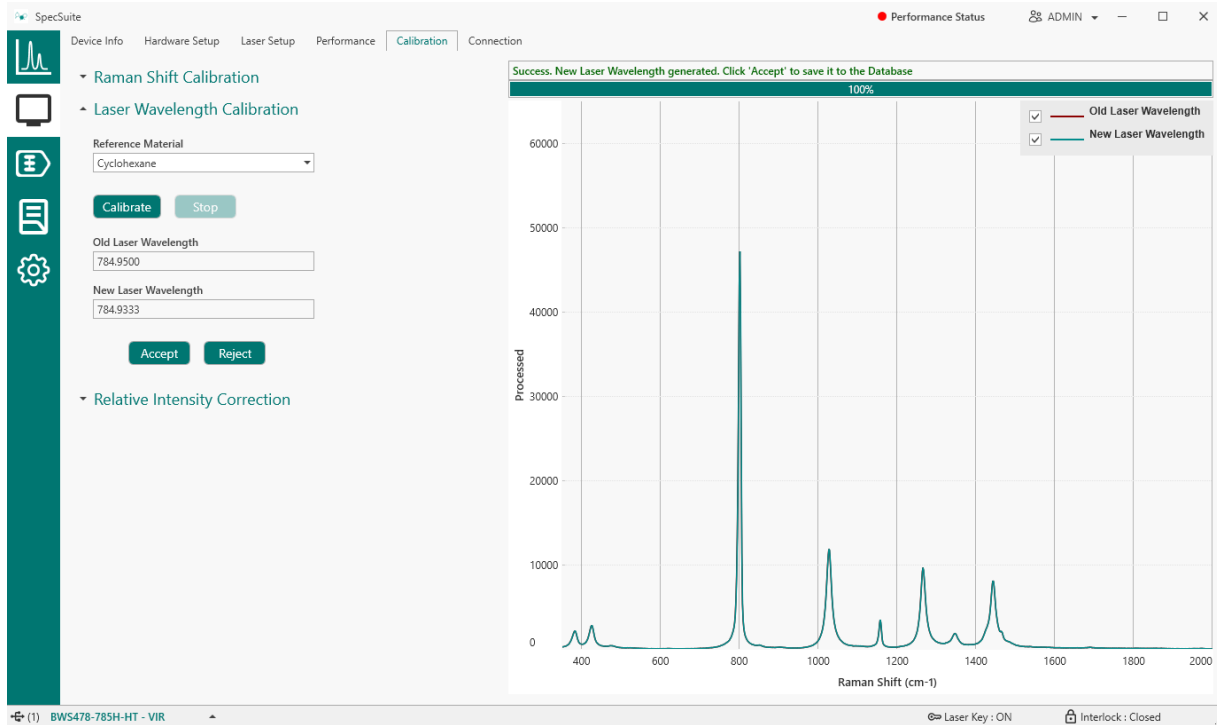 SpecSuite
Performance Status
ADMIN
Device Info Hardware Setup Laser Setup Performance Calibration Connection
Raman Shift Calibration
Laser Wavelength Calibration
Reference Material
Cyclohexane
Calibrate Stop
Old Laser Wavelength
784.9500
New Laser Wavelength
784.9333
Accept Reject
Relative Intensity Correction
Success. New Laser Wavelength generated. Click 'Accept' to save it to the Database
100%
Old Laser Wavelength
New Laser Wavelength
60000
50000
40000
30000
20000
10000
0
Processed
400 600 800 1000 1200 1400 1600 1800 2000
Raman Shift (cm-1)
(1) BWS478-785H-HT - VIR
Laser Key : ON
Interlock : Closed